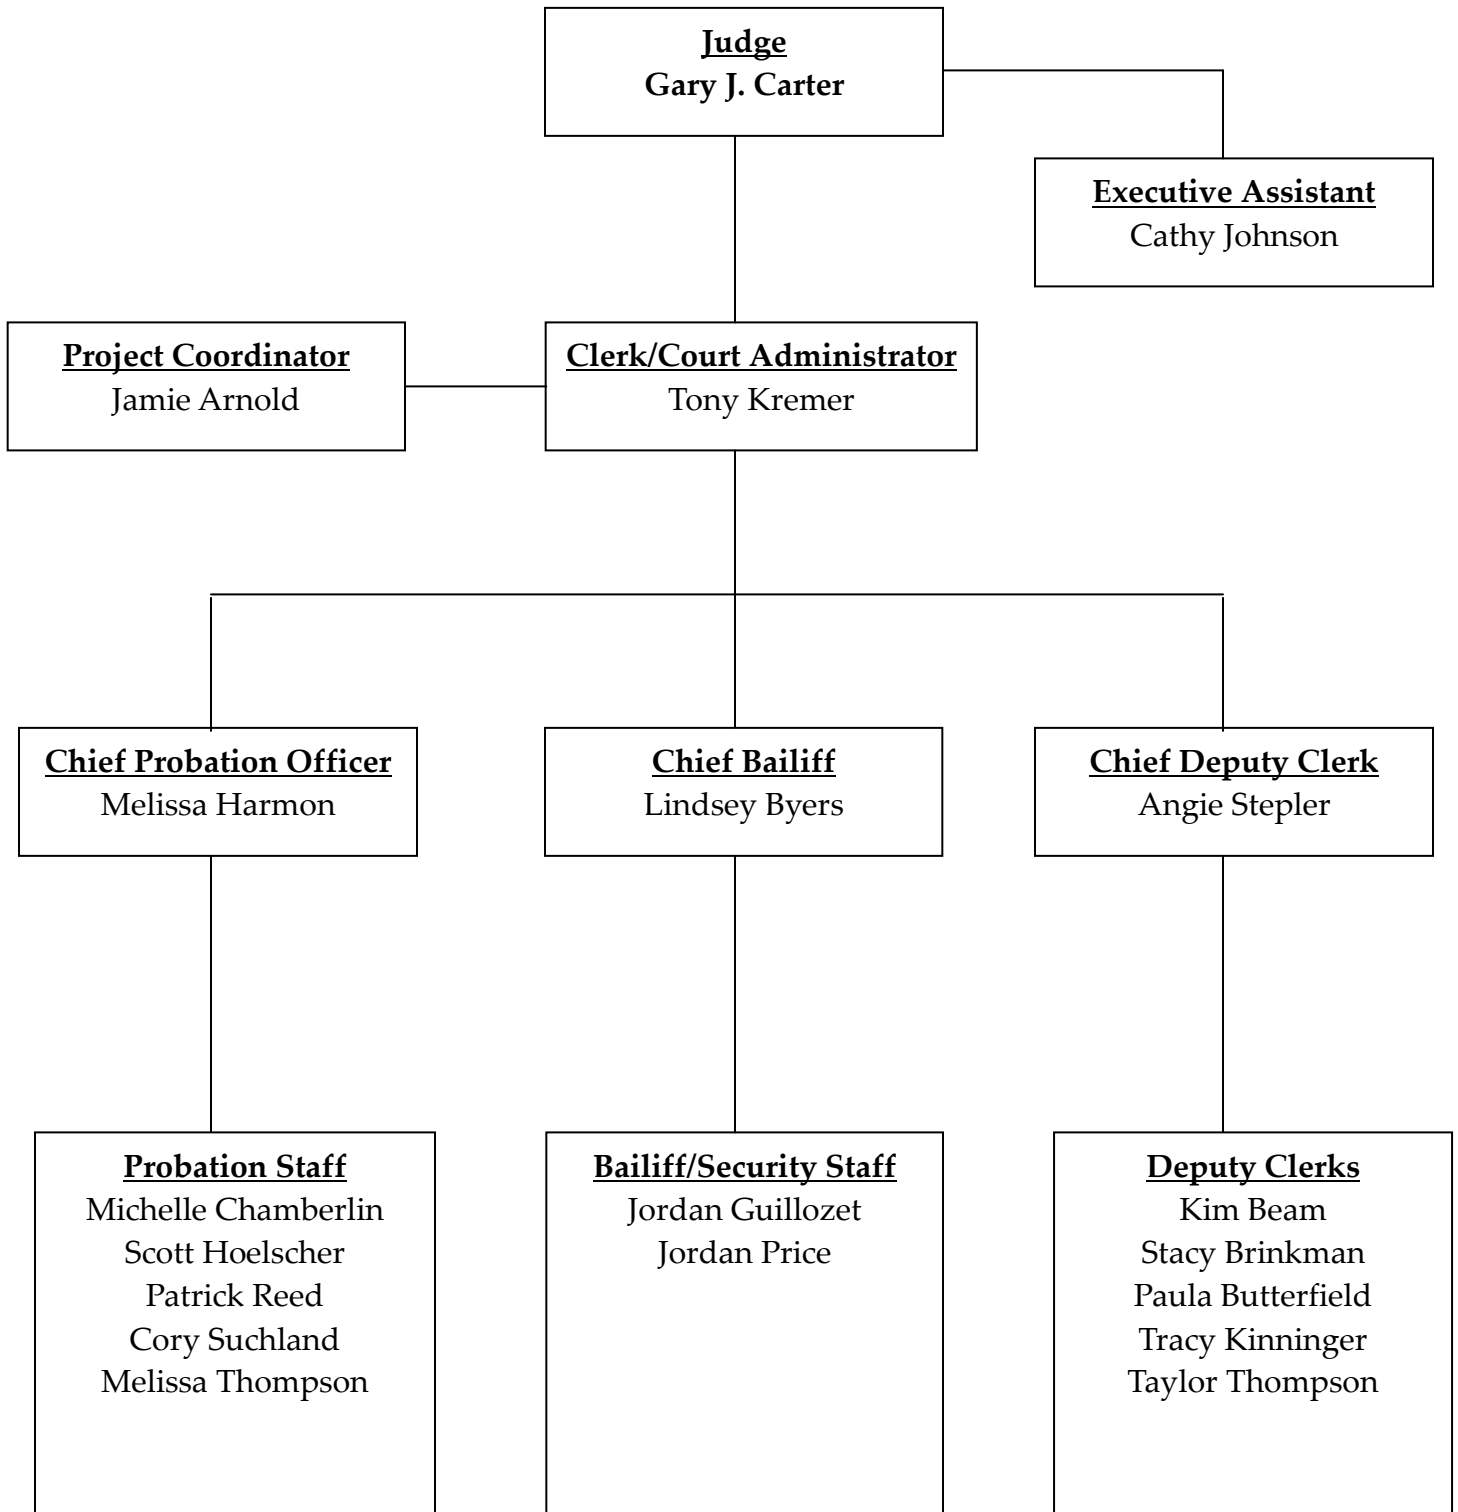 Judge
Gary J. Carter
Executive Assistant
Cathy Johnson
Project Coordinator
Jamie Arnold
Clerk/Court Administrator
Tony Kremer
Chief Probation Officer
Melissa Harmon
Chief Bailiff
Lindsey Byers
Chief Deputy Clerk
Angie Stepler
Probation Staff
Michelle Chamberlin
Scott Hoelscher
Patrick Reed
Cory Suchland
Melissa Thompson
Bailiff/Security Staff
Jordan Guillozet
Jordan Price
Deputy Clerks
Kim Beam
Stacy Brinkman
Paula Butterfield
Tracy Kinninger
Taylor Thompson